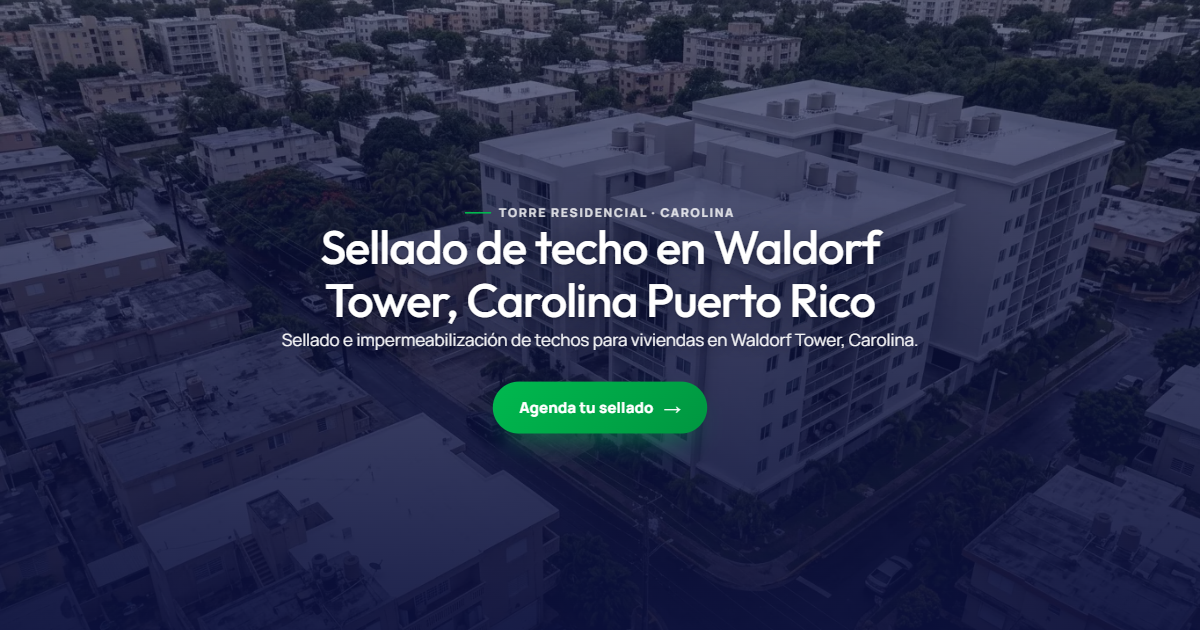 TORRE RESIDENCIAL · CAROLINA
Sellado de techo en Waldorf
Tower, Carolina Puerto Rico
Sellado e impermeabilización de techos para viviendas en Waldorf Tower, Carolina.
Agenda tu sellado →